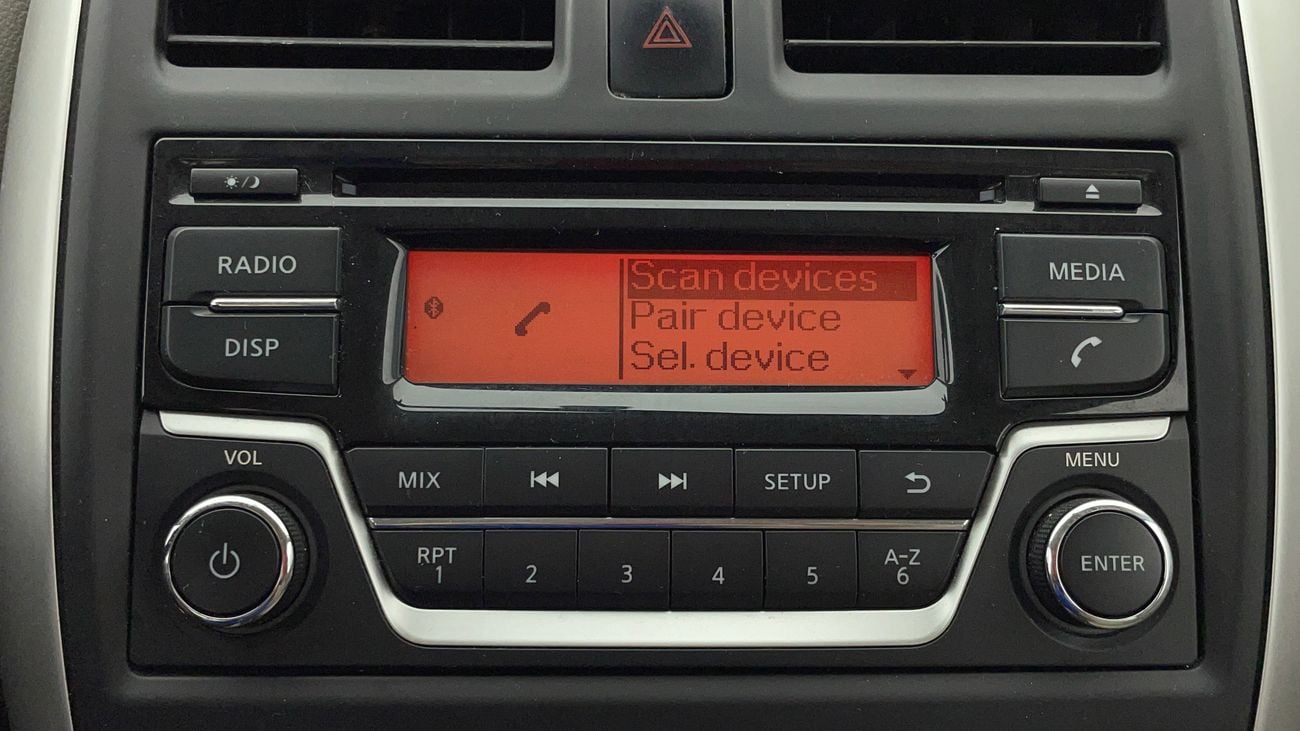 RADIO
DISP
Scan devices
Pair device
Sel. device
MEDIA
VOL
MENU
MIX
SETUP
RPT
1
2
3
4
5
A-Z
6
ENTER